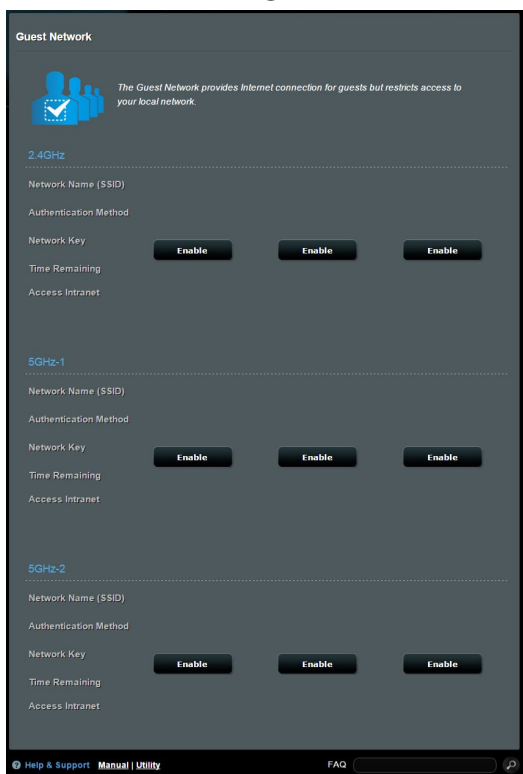 Guest Network
The Guest Network provides Internet connection for guests but restricts access to
your local network.
2.4GHz
Network Name (SSID)
Authentication Method
Network Key
Enable Enable Enable
Time Remaining
Access Intranet
5GHz-1
Network Name (SSID)
Authentication Method
Network Key
Enable Enable Enable
Time Remaining
Access Intranet
5GHz-2
Network Name (SSID)
Authentication Method
Network Key
Enable Enable Enable
Time Remaining
Access Intranet
Help & Support Manual | Utility FAQ